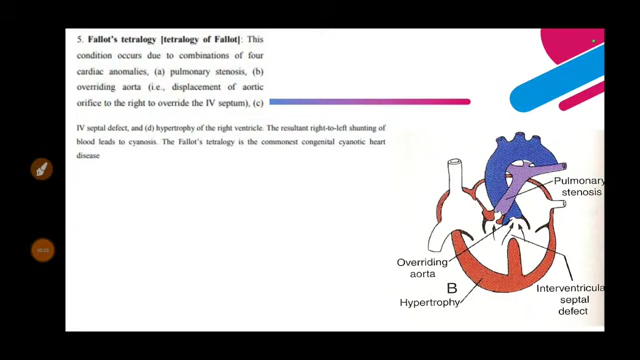 5. Fallot's tetralogy [tetralogy of Fallot]: This
condition occurs due to combinations of four
cardiac anomalies, (a) pulmonary stenosis, (b)
overriding aorta (i.e., displacement of aortic
orifice to the right to override the IV septum), (c)
IV septal defect, and (d) hypertrophy of the right ventricle. The resultant right-to-left shunting of
blood leads to cyanosis. The Fallot's tetralogy is the commonest congenital cyanotic heart
disease
Pulmonary
stenosis
Overriding
aorta
B
Hypertrophy
Interventricula
septal
defect